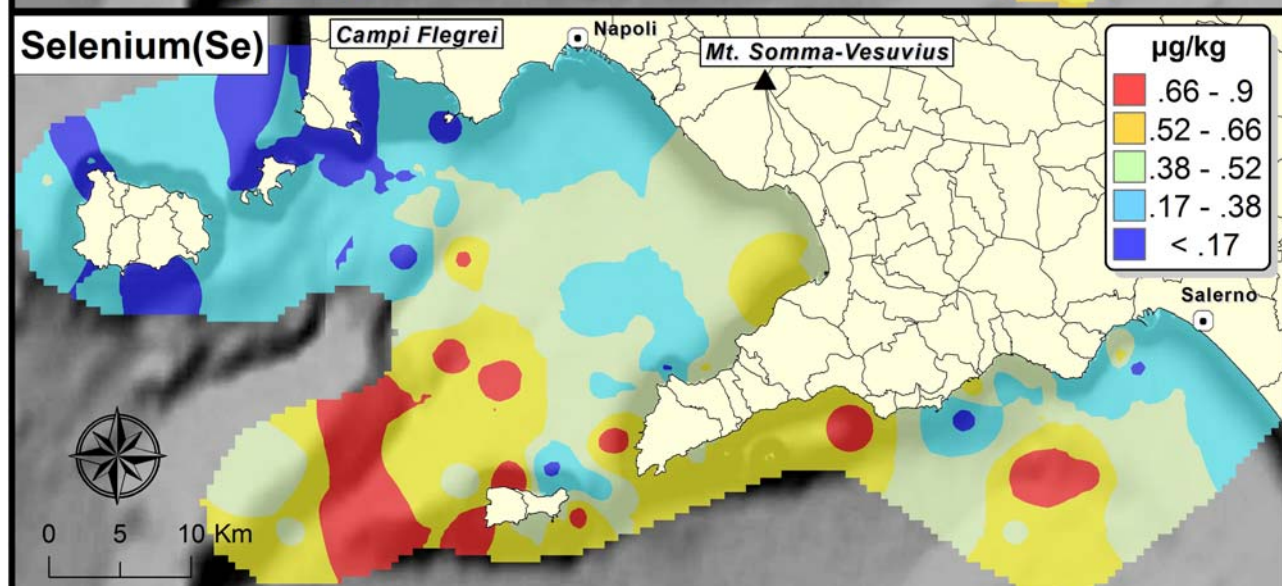 Selenium(Se)
Campi Flegrei
Napoli
Mt. Somma-Vesuvius
µg/kg
.66 - .9
.52 - .66
.38 - .52
.17 - .38
< .17
Salerno
0 5 10 Km